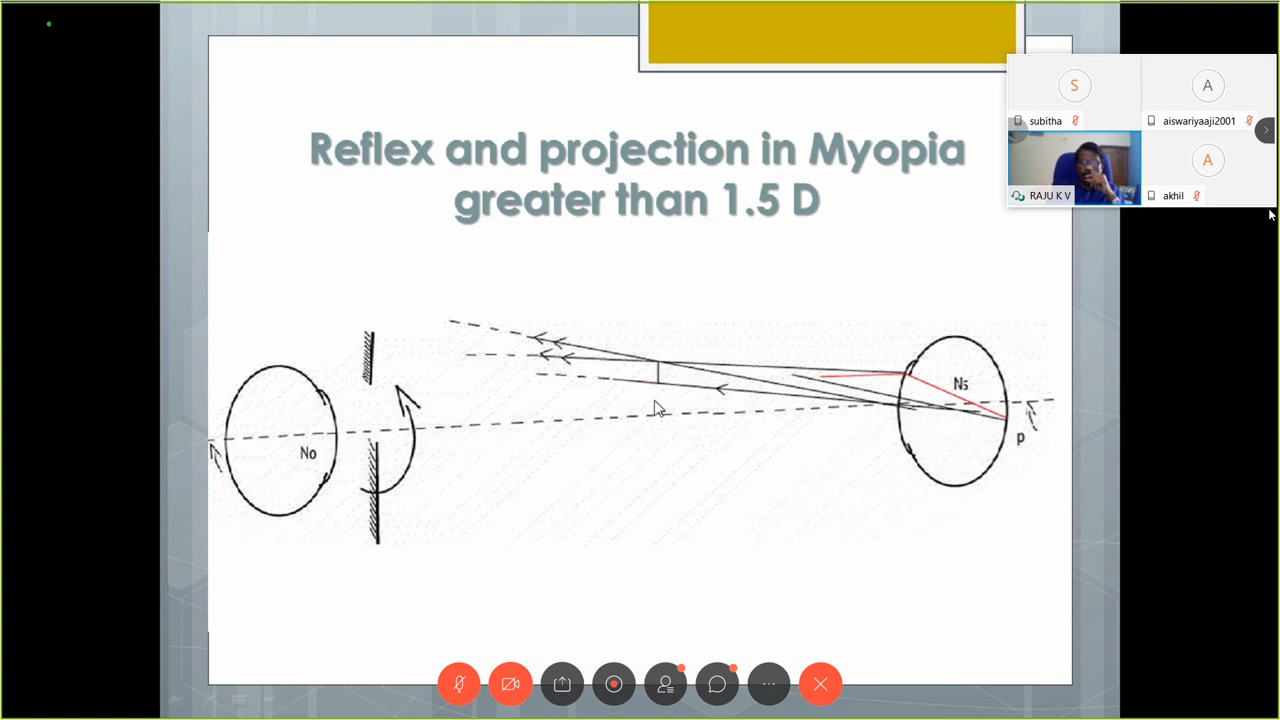 Reflex and projection in Myopia
greater than 1.5 D
S
A
subitha
aiswariyaaji2001
A
RAJU K V
akhil
Ns
No
p